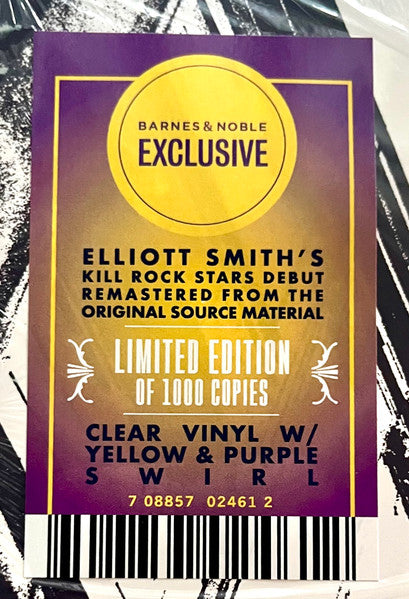 BARNES & NOBLE
EXCLUSIVE
ELLIOTT SMITH'S
KILL ROCK STARS DEBUT
REMASTERED FROM THE
ORIGINAL SOURCE MATERIAL
LIMITED EDITION
OF 1000 COPIES
CLEAR VINYL W/
YELLOW & PURPLE
SWIRL
7 08857 02461 2